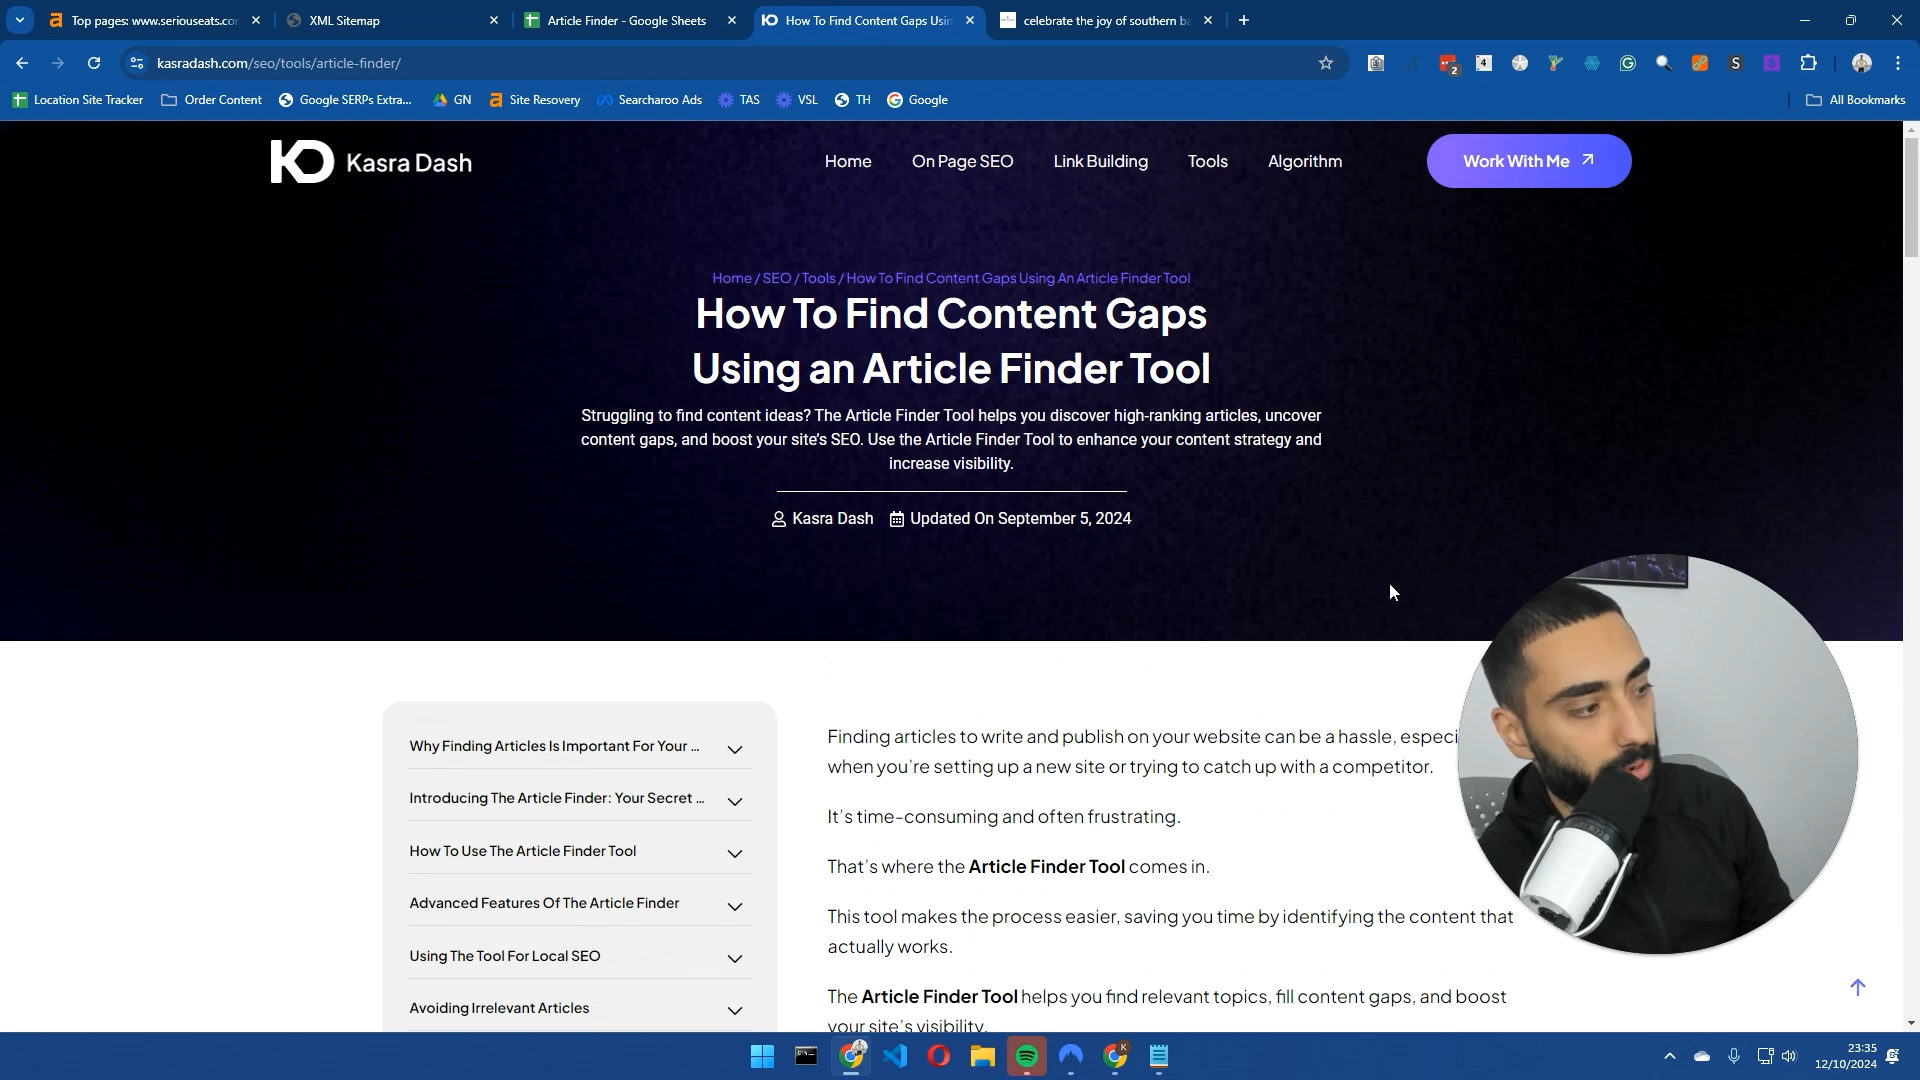 Top pages: www.seriouseats.co
XML Sitemap
Article Finder - Google Sheets
How To Find Content Gaps Usin
celebrate the joy of southern ba
kasradash.com/seo/tools/article-finder/
2
4
S
S
Location Site Tracker
Order Content
Google SERPs Extra...
GN
Site Recovery
Searcharoo Ads
TAS
VSL
TH
Google
All Bookmarks
KD Kasra Dash
Home
On Page SEO
Link Building
Tools
Algorithm
Work With Me
Home / SEO / Tools / How To Find Content Gaps Using An Article Finder Tool
How To Find Content Gaps
Using an Article Finder Tool
Struggling to find content ideas? The Article Finder Tool helps you discover high-ranking articles, uncover
content gaps, and boost your site’s SEO. Use the Article Finder Tool to enhance your content strategy and
increase visibility.
Kasra Dash Updated On September 5, 2024
Why Finding Articles Is Important For Your ...
Introducing The Article Finder: Your Secret ...
How To Use The Article Finder Tool
Advanced Features Of The Article Finder
Using The Tool For Local SEO
Avoiding Irrelevant Articles
Finding articles to write and publish on your website can be a hassle, especi
when you’re setting up a new site or trying to catch up with a competitor.
It’s time-consuming and often frustrating.
That’s where the Article Finder Tool comes in.
This tool makes the process easier, saving you time by identifying the content that
actually works.
The Article Finder Tool helps you find relevant topics, fill content gaps, and boost
your site’s visibility.
K
23:35
12/10/2024